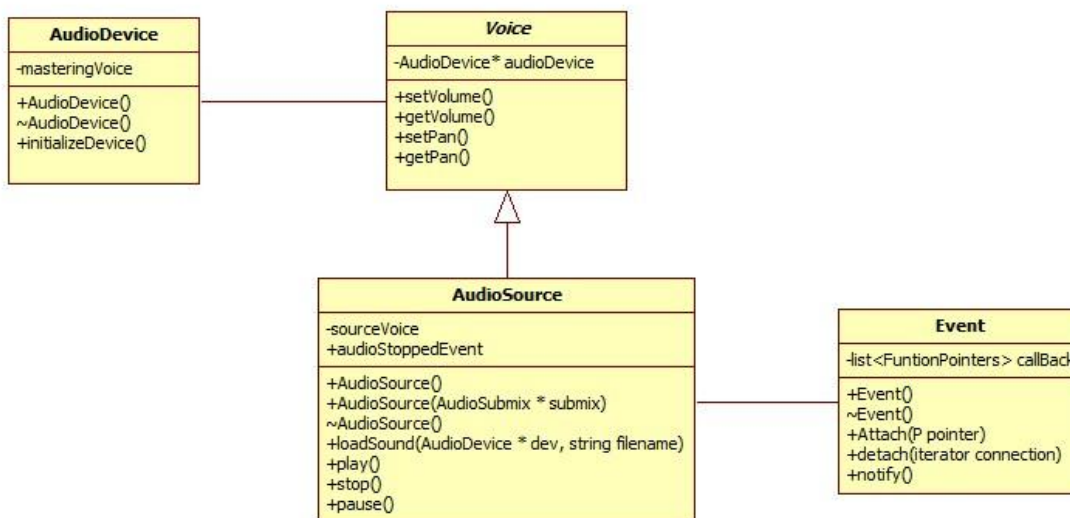 AudioDevice
-masteringVoice
+AudioDevice()
~AudioDevice()
+initializeDevice()
Voice
-AudioDevice* audioDevice
+setVolume()
+getVolume()
+setPan()
+getPan()
AudioSource
-sourceVoice
+audioStoppedEvent
+AudioSource()
+AudioSource(AudioSubmix * submix)
~AudioSource()
+loadSound(AudioDevice * dev, string filename)
+play()
+stop()
+pause()
Event
-list<FuntionPointers> callBack
+Event()
~Event()
+Attach(P pointer)
+detach(iterator connection)
+notify()